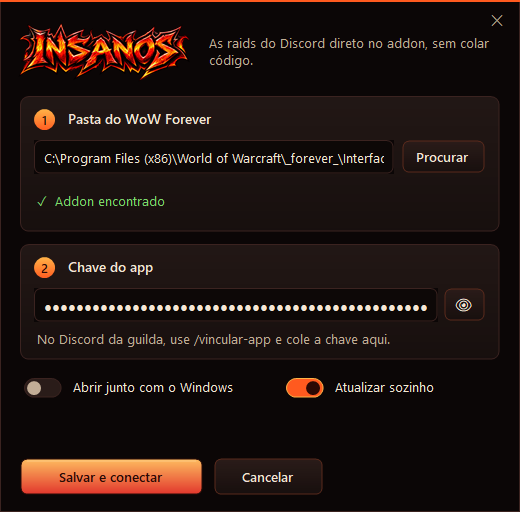 INSANOS
As raids do Discord direto no addon, sem colar
código.
1 Pasta do WoW Forever
C:\Program Files (x86)\World of Warcraft\_forever_\Interfac
Procurar
✓ Addon encontrado
2 Chave do app
••••••••••••••••••••••••••••••••••••••••••••••••
No Discord da guilda, use /vincular-app e cole a chave aqui.
Abrir junto com o Windows
Atualizar sozinho
Salvar e conectar
Cancelar